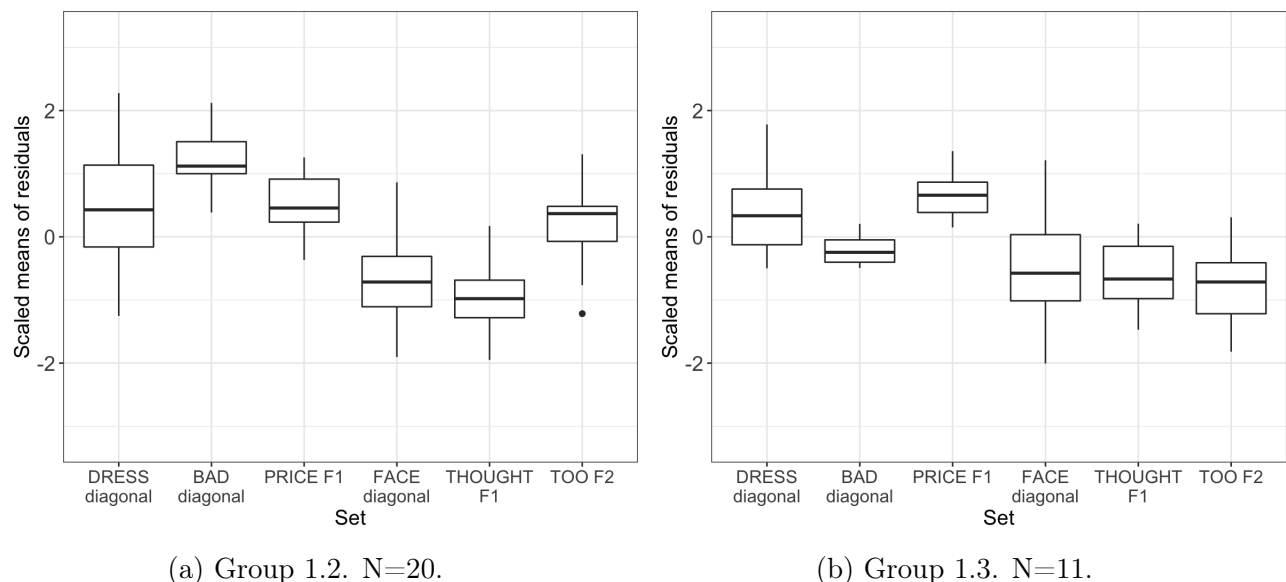 Scaled means of residuals
2
0
-2
DRESS diagonal
BAD diagonal
PRICE F1
FACE diagonal
THOUGHT F1
TOO F2
Set
(a) Group 1.2. N=20.
Scaled means of residuals
2
0
-2
DRESS diagonal
BAD diagonal
PRICE F1
FACE diagonal
THOUGHT F1
TOO F2
Set
(b) Group 1.3. N=11.